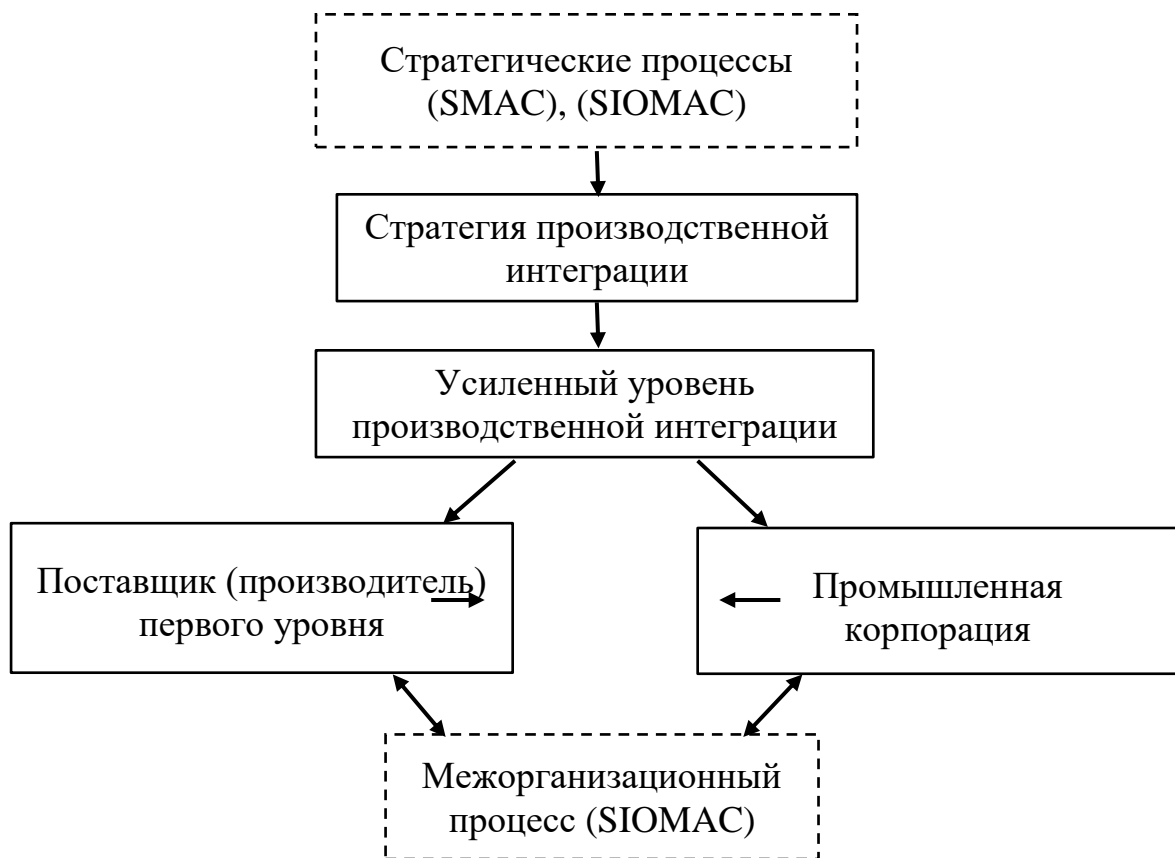 Стратегические процессы
(SMAC), (SIOMAC)
Стратегия производственной
интеграции
Усиленный уровень
производственной интеграции
Поставщик (производитель)
первого уровня
Промышленная
корпорация
Межорганизационный
процесс (SIOMAC)